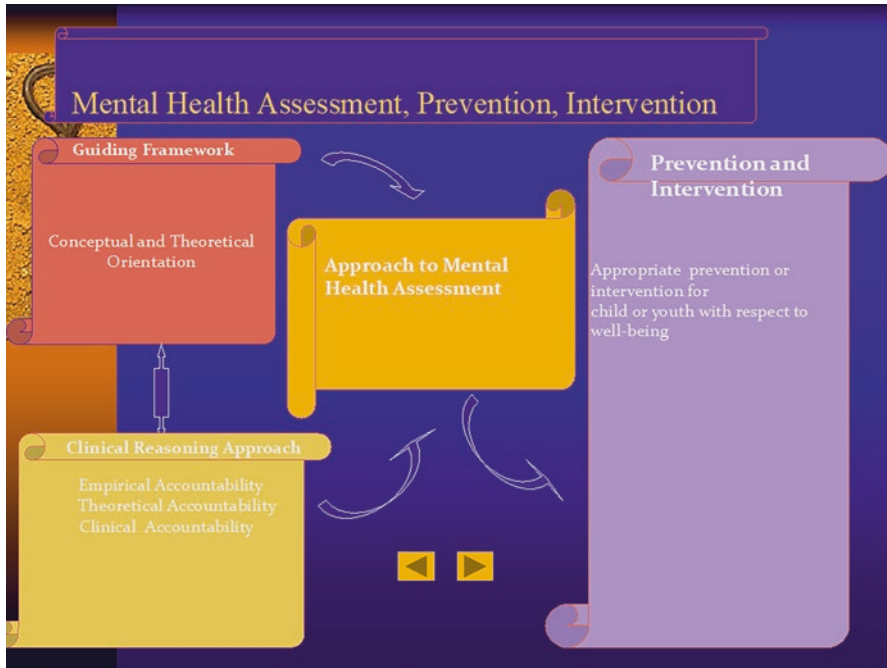 Mental Health Assessment, Prevention, Intervention
Guiding Framework
Conceptual and Theoretical
Orientation
Approach to Mental
Health Assessment
Prevention and
Intervention
Appropriate prevention or
intervention for
child or youth with respect to
well-being
Clinical Reasoning Approach
Empirical Accountability
Theoretical Accountability
Clinical Accountability